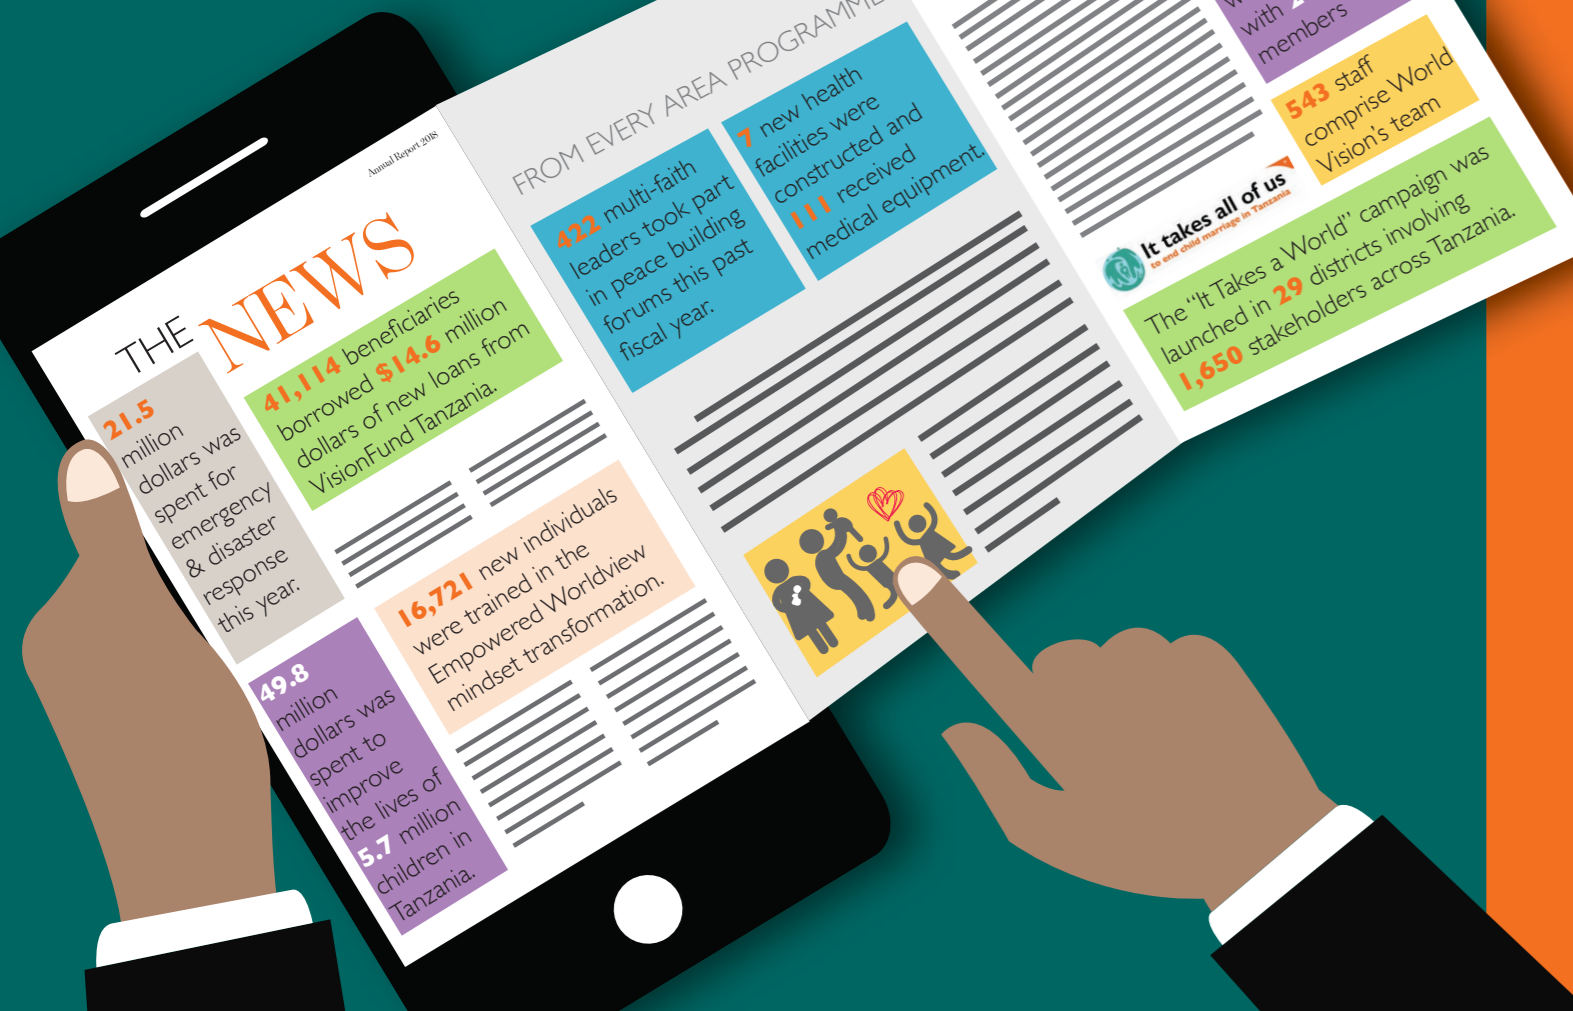 Annual Report 2018
THE NEWS
21.5
million
dollars was
spent for
emergency
& disaster
response
this year.
41,114 beneficiaries
borrowed $14.6 million
dollars of new loans from
VisionFund Tanzania.
16,721 new individuals
were trained in the
Empowered Worldview
mindset transformation.
49.8
million
dollars was
spent to
improve
the lives of
5.7 million
children in
Tanzania.
FROM EVERY AREA PROGRAMME
422 multi-faith
leaders took part
in peace building
forums this past
fiscal year.
7 new health
facilities were
constructed and
111 received
medical equipment.
with
members
543 staff
comprise World
Vision's team
It takes all of us
to end child marriage in Tanzania
The "It Takes a World" campaign was
launched in 29 districts involving
1,650 stakeholders across Tanzania.